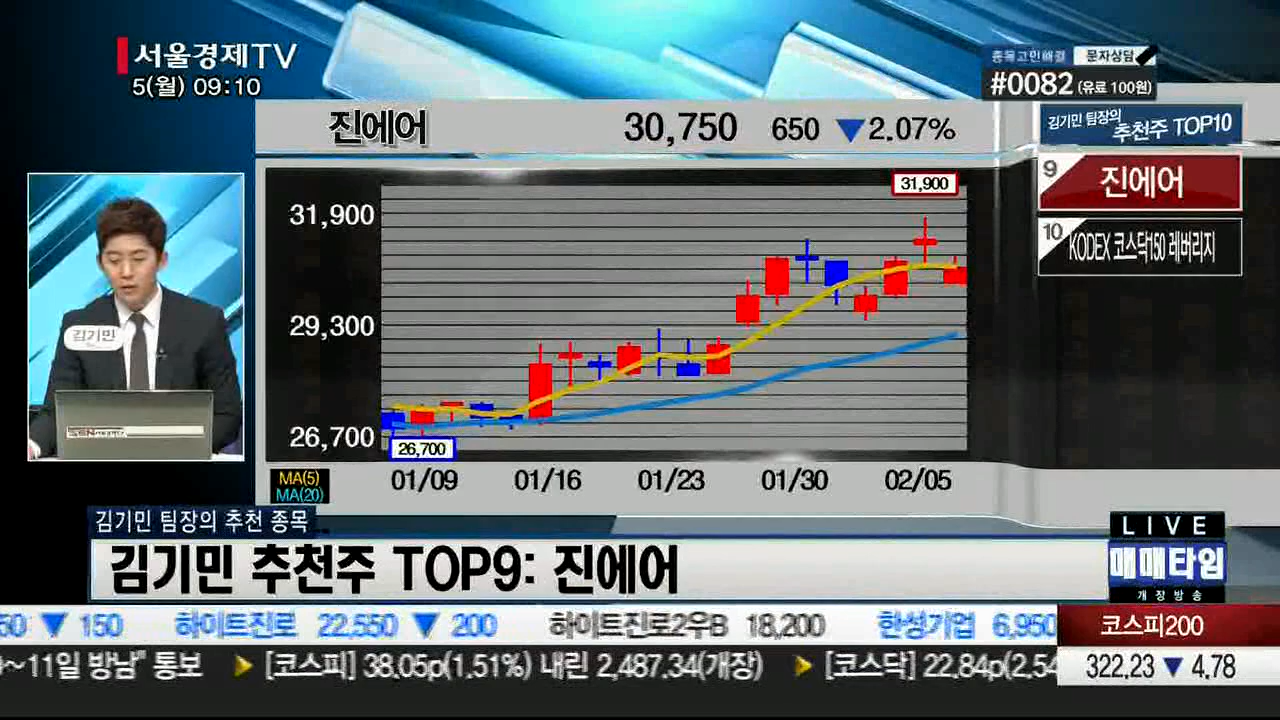 서울경제TV
5(월) 09:10
종목고민해결 문자상담
#0082 (유료 100원)
진에어 30,750 650 ▼2.07%
김기민 팀장의
추천주 TOP10
9 진에어
10 KODEX 코스닥150 레버리지
31,900
31,900
29,300
26,700
26,700
김기민
SEN
MA(5)
MA(20)
01/09 01/16 01/23 01/30 02/05
김기민 팀장의 추천 종목
김기민 추천주 TOP9: 진에어
LIVE
매매타임
개장방송
50 ▼ 150 하이트진로 22,550 ▼ 200 하이트진로2우B 18,200 한성기업 6,950
코스피200
~11일 방남" 통보 ▶ [코스피] 38.05p(1.51%) 내린 2,487.34(개장) ▶ [코스닥] 22.84p(2.54
322.23 ▼ 4.78